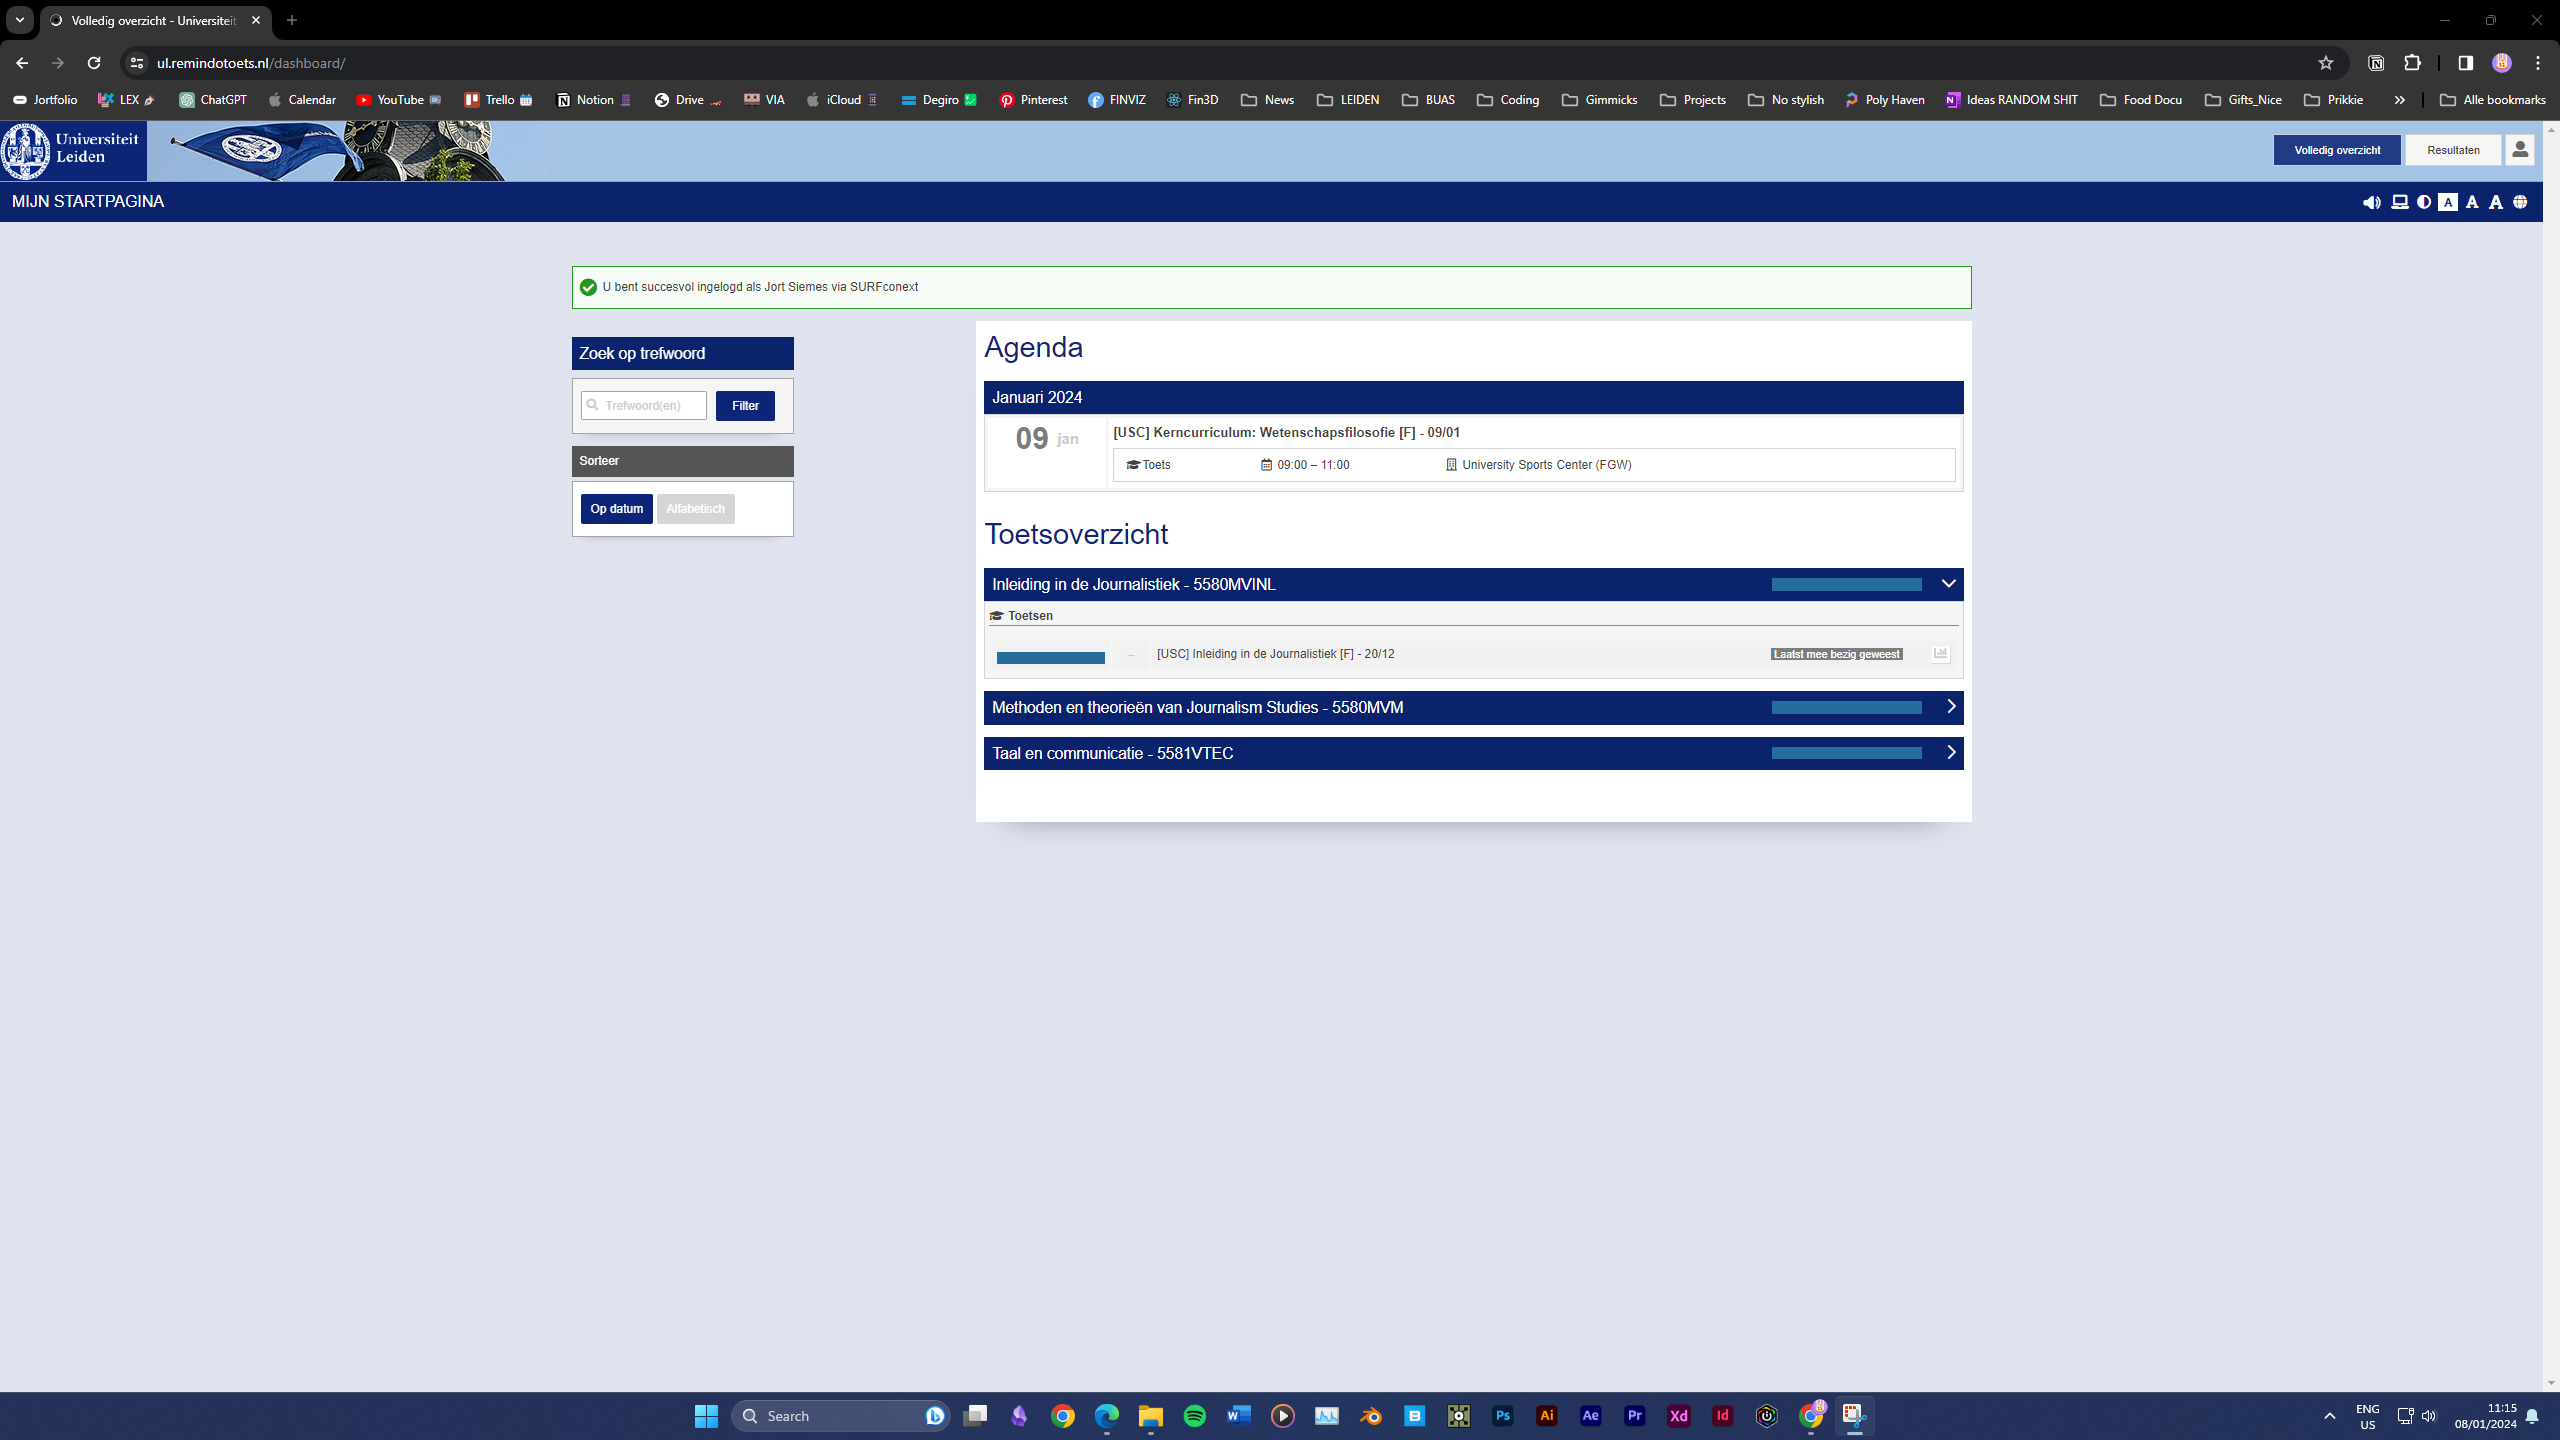 Volledig overzicht - Universiteit
ul.remindotoets.nl/dashboard/
Jortfolio LEX ChatGPT Calendar YouTube Trello Notion Drive VIA iCloud Degiro Pinterest FINVIZ Fin3D News LEIDEN BUAS Coding Gimmicks Projects No stylish Poly Haven Ideas RANDOM SHIT Food Docu Gifts_Nice Prikkie Alle bookmarks
Universiteit
Leiden
Volledig overzicht Resultaten
MIJN STARTPAGINA
A A A
U bent succesvol ingelogd als Jort Siemes via SURFconext
Zoek op trefwoord
Trefwoord(en) Filter
Sorteer
Op datum Alfabetisch
Agenda
Januari 2024
09 jan
[USC] Kerncurriculum: Wetenschapsfilosofie [F] - 09/01
Toets 09:00 – 11:00 University Sports Center (FGW)
Toetsoverzicht
Inleiding in de Journalistiek - 5580MVINL
Toetsen
– [USC] Inleiding in de Journalistiek [F] - 20/12 Laatst mee bezig geweest
Methoden en theorieën van Journalism Studies - 5580MVM
Taal en communicatie - 5581VTEC
Search
Ps Ai Ae Pr Xd Id
ENG
US
11:15
08/01/2024